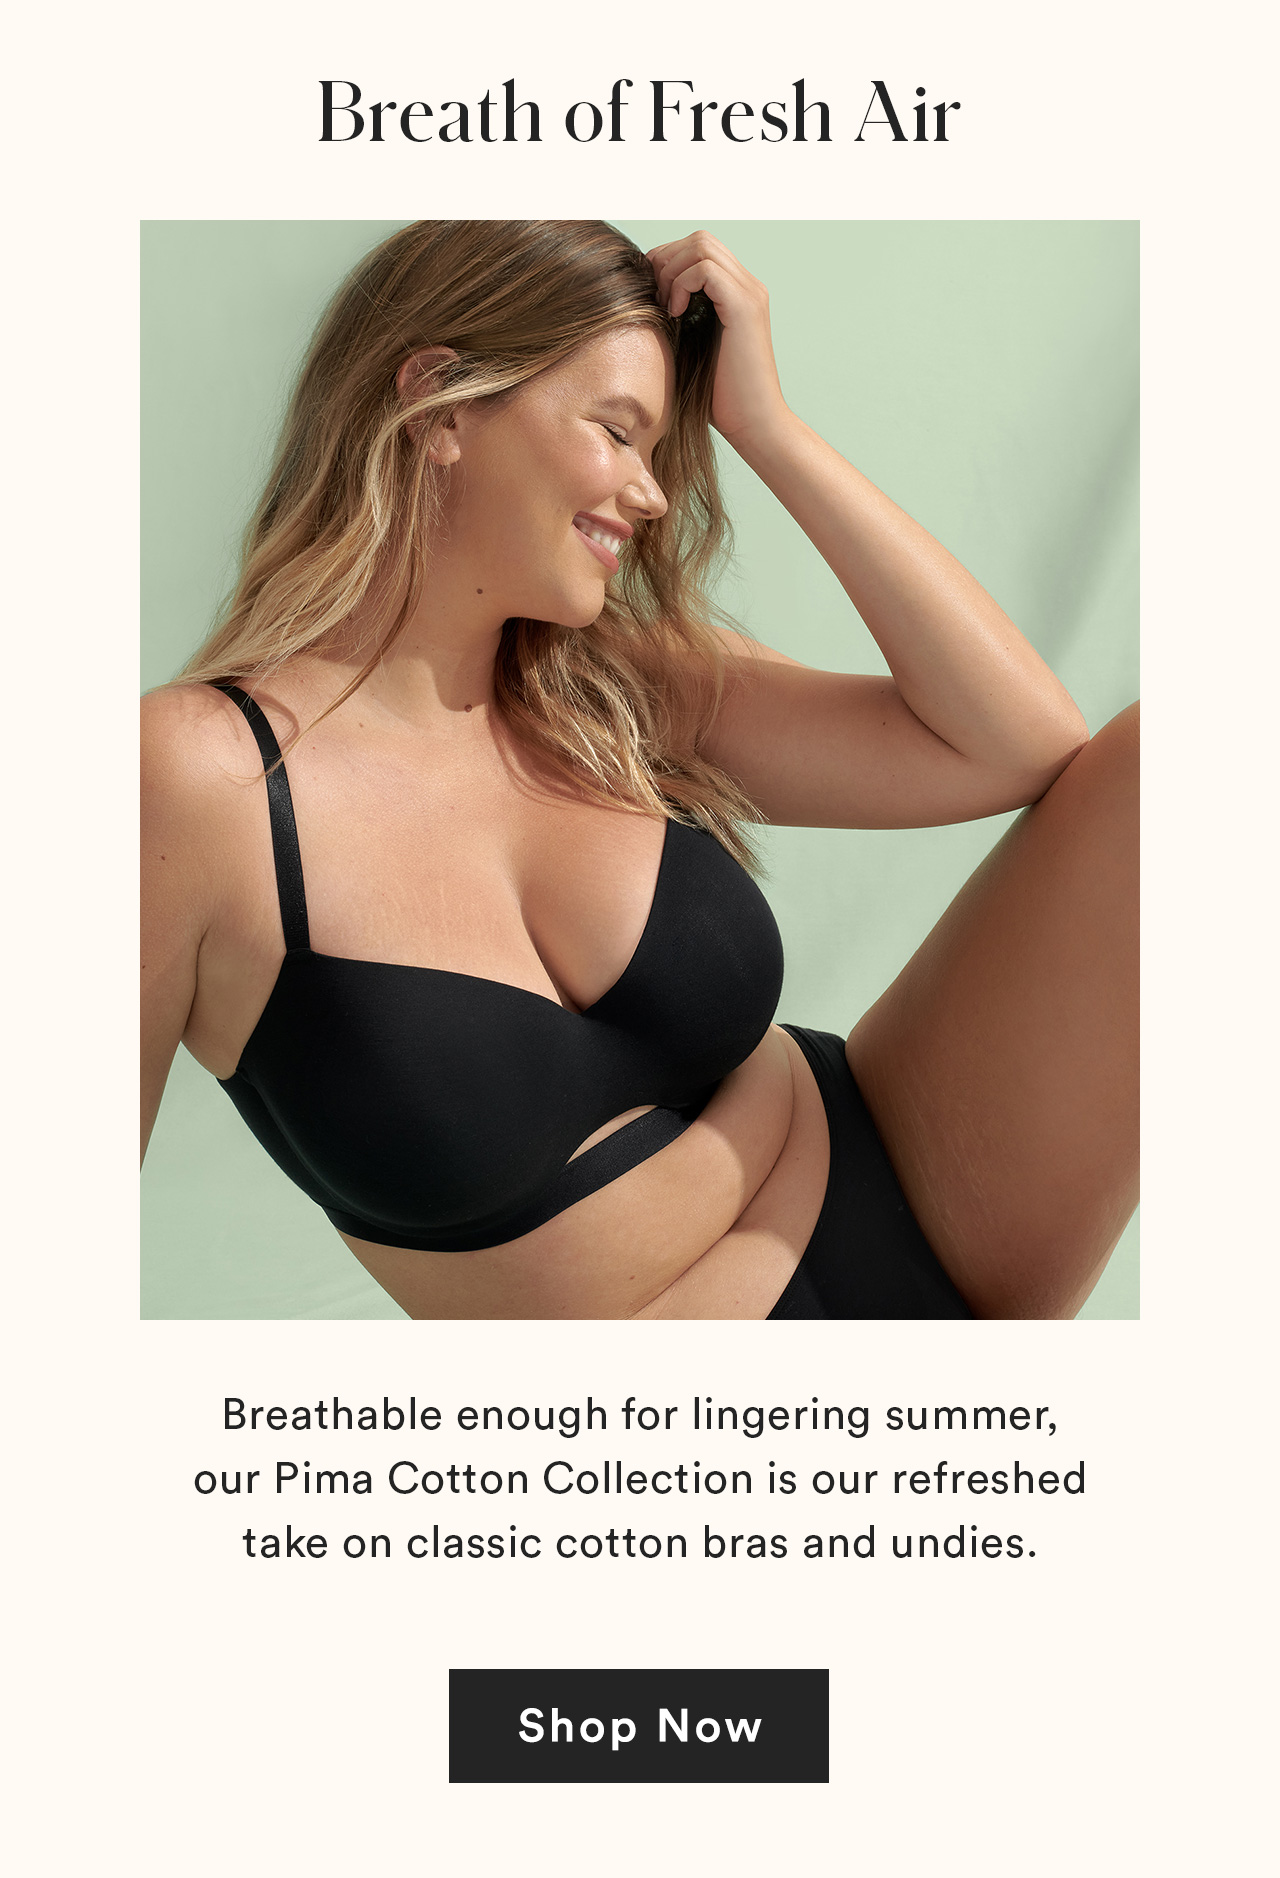 Breath of Fresh Air
Breathable enough for lingering summer,
our Pima Cotton Collection is our refreshed
take on classic cotton bras and undies.
Shop Now